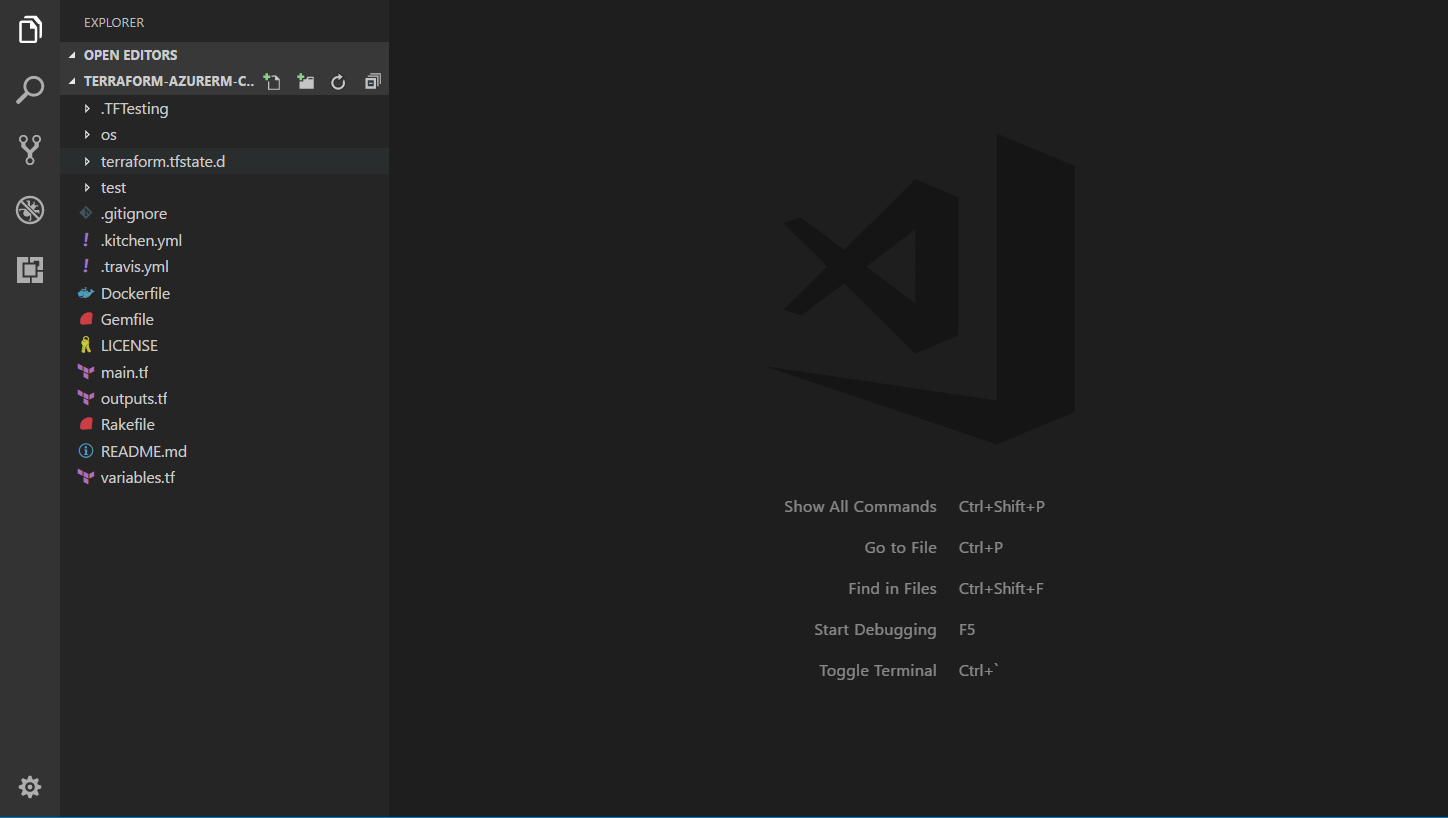 EXPLORER
OPEN EDITORS
TERRAFORM-AZURERM-C...
.TFTesting
os
terraform.tfstate.d
test
.gitignore
.kitchen.yml
.travis.yml
Dockerfile
Gemfile
LICENSE
main.tf
outputs.tf
Rakefile
README.md
variables.tf
Show All Commands Ctrl+Shift+P
Go to File Ctrl+P
Find in Files Ctrl+Shift+F
Start Debugging F5
Toggle Terminal Ctrl+`